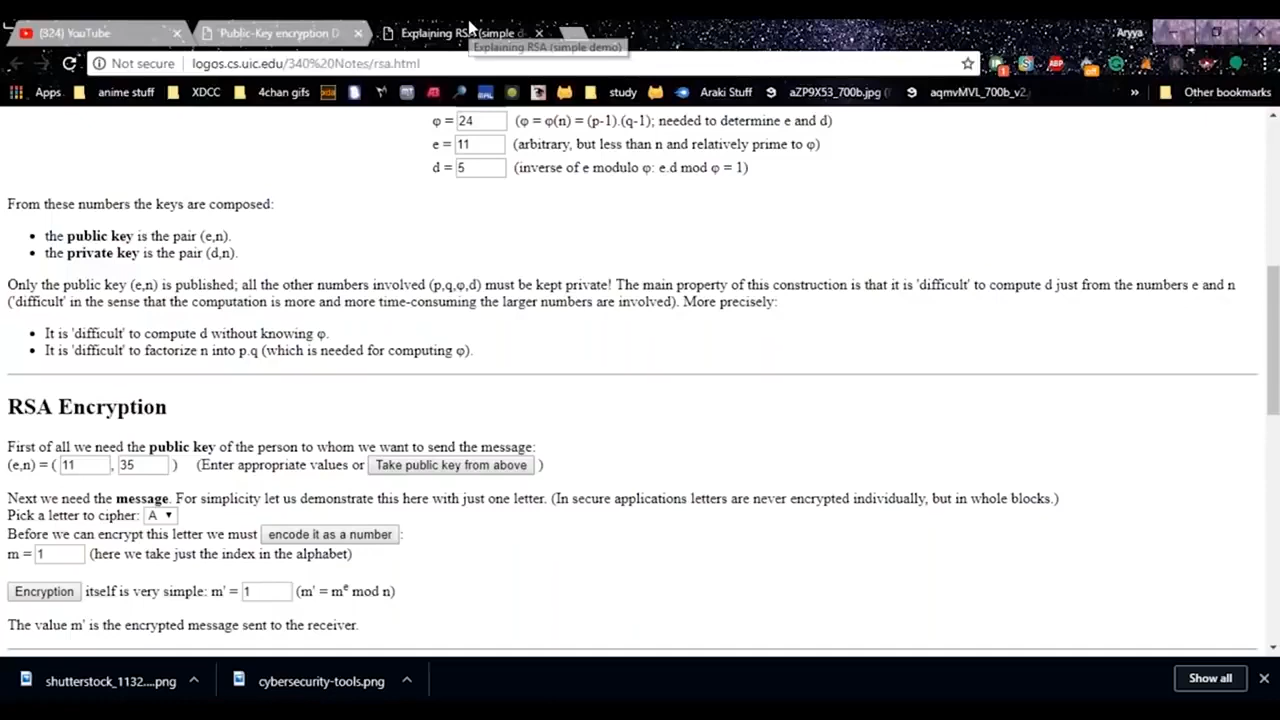 (324) YouTube
'Public-Key encryption D
Explaining RSA (simple d
Aryya
Explaining RSA (simple demo)
Not secure
logos.cs.uic.edu/340%20Notes/rsa.html
Apps
anime stuff
XDCC
4chan gifs
study
Araki Stuff
aZP9X53_700b.jpg (
aqmvMVL_700b_v2.
»
Other bookmarks
φ = 24 (φ = φ(n) = (p-1).(q-1); needed to determine e and d)
e = 11 (arbitrary, but less than n and relatively prime to φ)
d = 5 (inverse of e modulo φ: e.d mod φ = 1)
From these numbers the keys are composed:
• the public key is the pair (e,n).
• the private key is the pair (d,n).
Only the public key (e,n) is published; all the other numbers involved (p,q,φ,d) must be kept private! The main property of this construction is that it is 'difficult' to compute d just from the numbers e and n
('difficult' in the sense that the computation is more and more time-consuming the larger numbers are involved). More precisely:
• It is 'difficult' to compute d without knowing φ.
• It is 'difficult' to factorize n into p.q (which is needed for computing φ).
RSA Encryption
First of all we need the public key of the person to whom we want to send the message:
(e,n) = ( 11 , 35 ) (Enter appropriate values or Take public key from above )
Next we need the message. For simplicity let us demonstrate this here with just one letter. (In secure applications letters are never encrypted individually, but in whole blocks.)
Pick a letter to cipher: A
Before we can encrypt this letter we must encode it as a number :
m = 1 (here we take just the index in the alphabet)
Encryption itself is very simple: m' = 1 (m' = mᵉ mod n)
The value m' is the encrypted message sent to the receiver.
shutterstock_1132....png
cybersecurity-tools.png
Show all